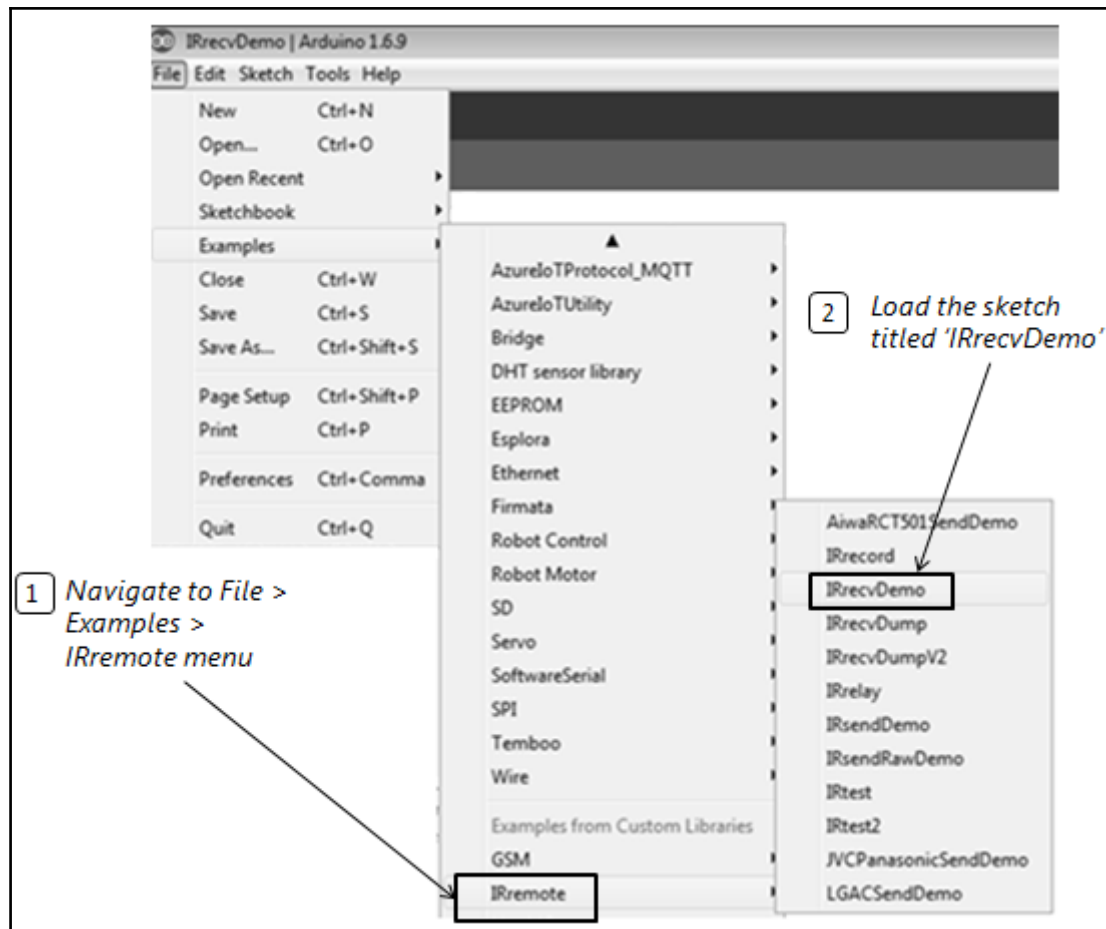 IRrecvDemo | Arduino 1.6.9
File Edit Sketch Tools Help
New Ctrl+N
Open... Ctrl+O
Open Recent
Sketchbook
Examples
Close Ctrl+W
Save Ctrl+S
Save As... Ctrl+Shift+S
Page Setup Ctrl+Shift+P
Print Ctrl+P
Preferences Ctrl+Comma
Quit Ctrl+Q
1 Navigate to File >
Examples >
IRremote menu
AzureIoTProtocol_MQTT
AzureIoTUtility
Bridge
DHT sensor library
EEPROM
Esplora
Ethernet
Firmata
Robot Control
Robot Motor
SD
Servo
SoftwareSerial
SPI
Temboo
Wire
Examples from Custom Libraries
GSM
IRremote
2 Load the sketch
titled ‘IRrecvDemo’
AiwaRCT501SendDemo
IRrecord
IRrecvDemo
IRrecvDump
IRrecvDumpV2
IRrelay
IRsendDemo
IRsendRawDemo
IRtest
IRtest2
JVCPanasonicSendDemo
LGACSendDemo